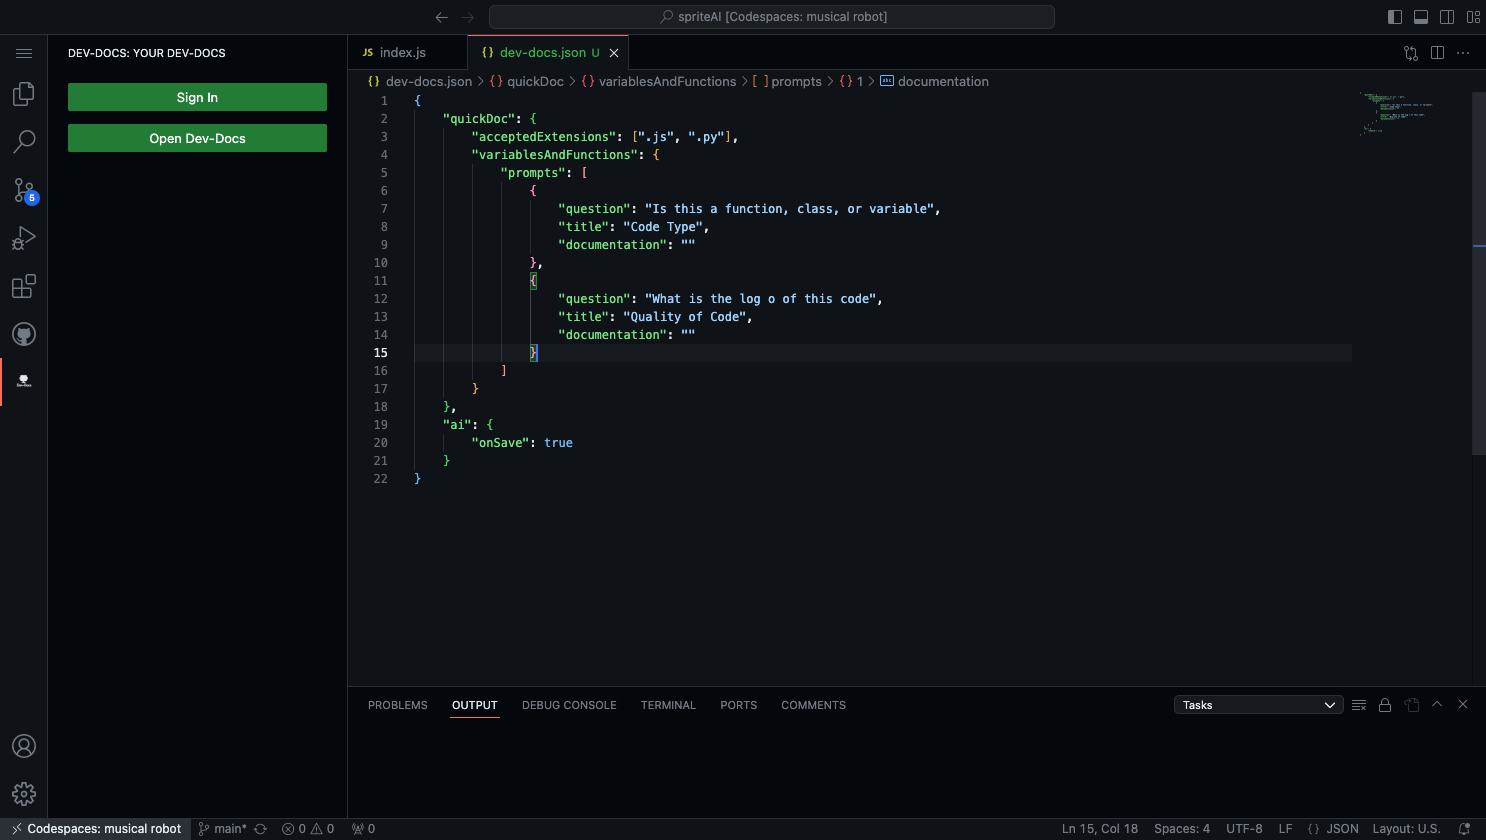 spriteAI [Codespaces: musical robot]
DEV-DOCS: YOUR DEV-DOCS
Sign In
Open Dev-Docs
5
JS index.js
{} dev-docs.json U
{} dev-docs.json > {} quickDoc > {} variablesAndFunctions > [ ] prompts > {} 1 > abc documentation
1 {
2 "quickDoc": {
3 "acceptedExtensions": [".js", ".py"],
4 "variablesAndFunctions": {
5 "prompts": [
6 {
7 "question": "Is this a function, class, or variable",
8 "title": "Code Type",
9 "documentation": ""
10 },
11 {
12 "question": "What is the log o of this code",
13 "title": "Quality of Code",
14 "documentation": ""
15 }
16 ]
17 }
18 },
19 "ai": {
20 "onSave": true
21 }
22 }
PROBLEMS OUTPUT DEBUG CONSOLE TERMINAL PORTS COMMENTS
Tasks
Codespaces: musical robot main* 0 0 0
Ln 15, Col 18 Spaces: 4 UTF-8 LF {} JSON Layout: U.S.